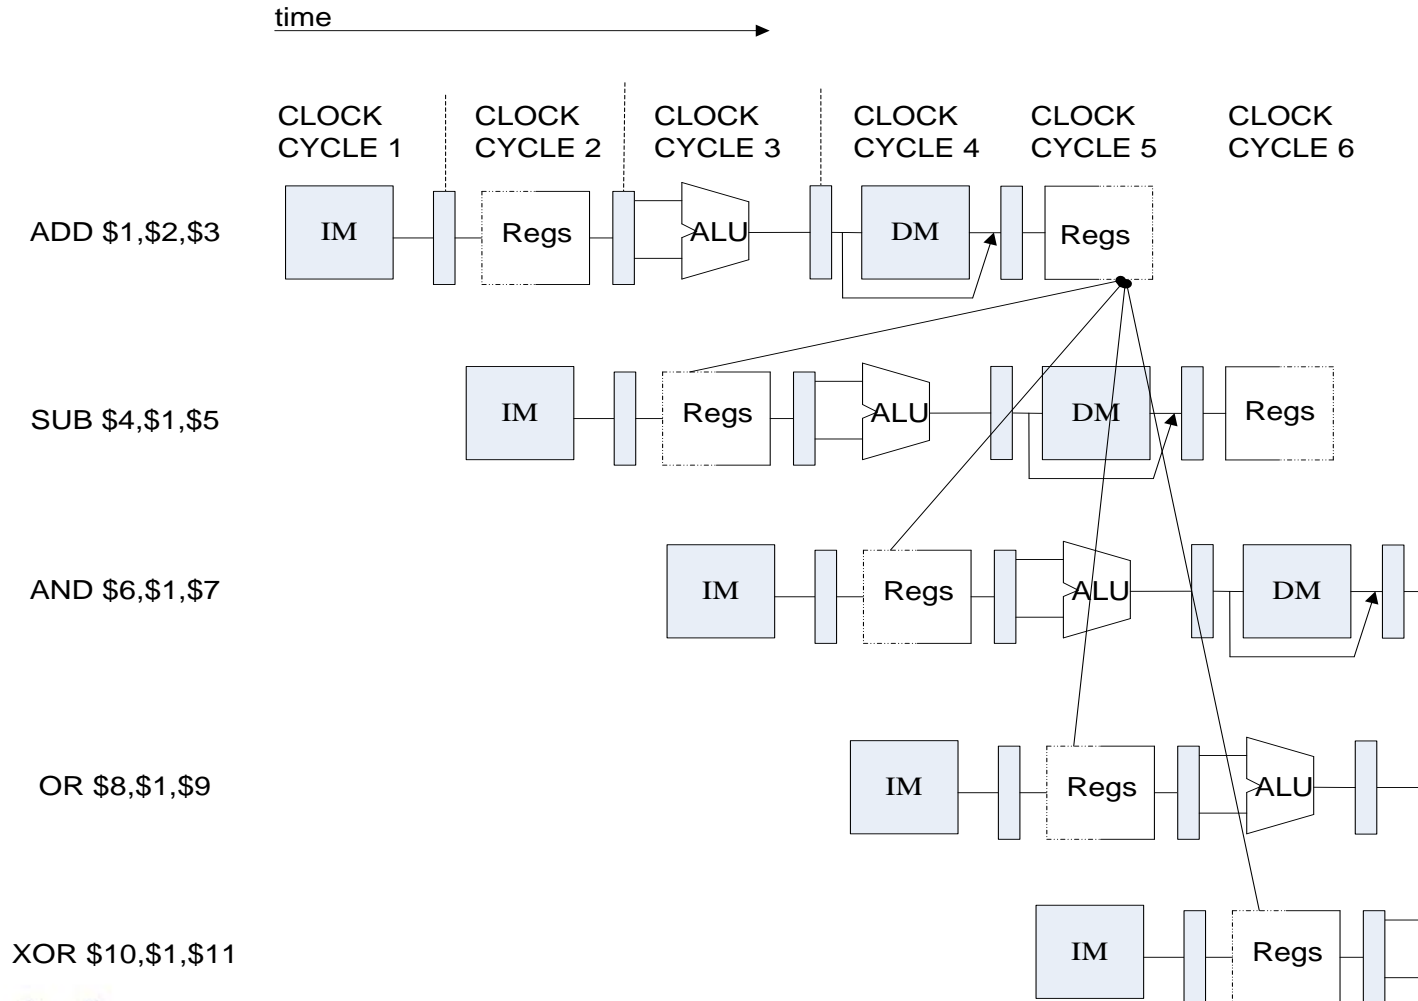 time
CLOCK CLOCK CLOCK CLOCK CLOCK CLOCK
CYCLE 1 CYCLE 2 CYCLE 3 CYCLE 4 CYCLE 5 CYCLE 6
ADD $1,$2,$3 IM Regs ALU DM Regs
SUB $4,$1,$5 IM Regs ALU DM Regs
AND $6,$1,$7 IM Regs ALU DM
OR $8,$1,$9 IM Regs ALU
XOR $10,$1,$11 IM Regs